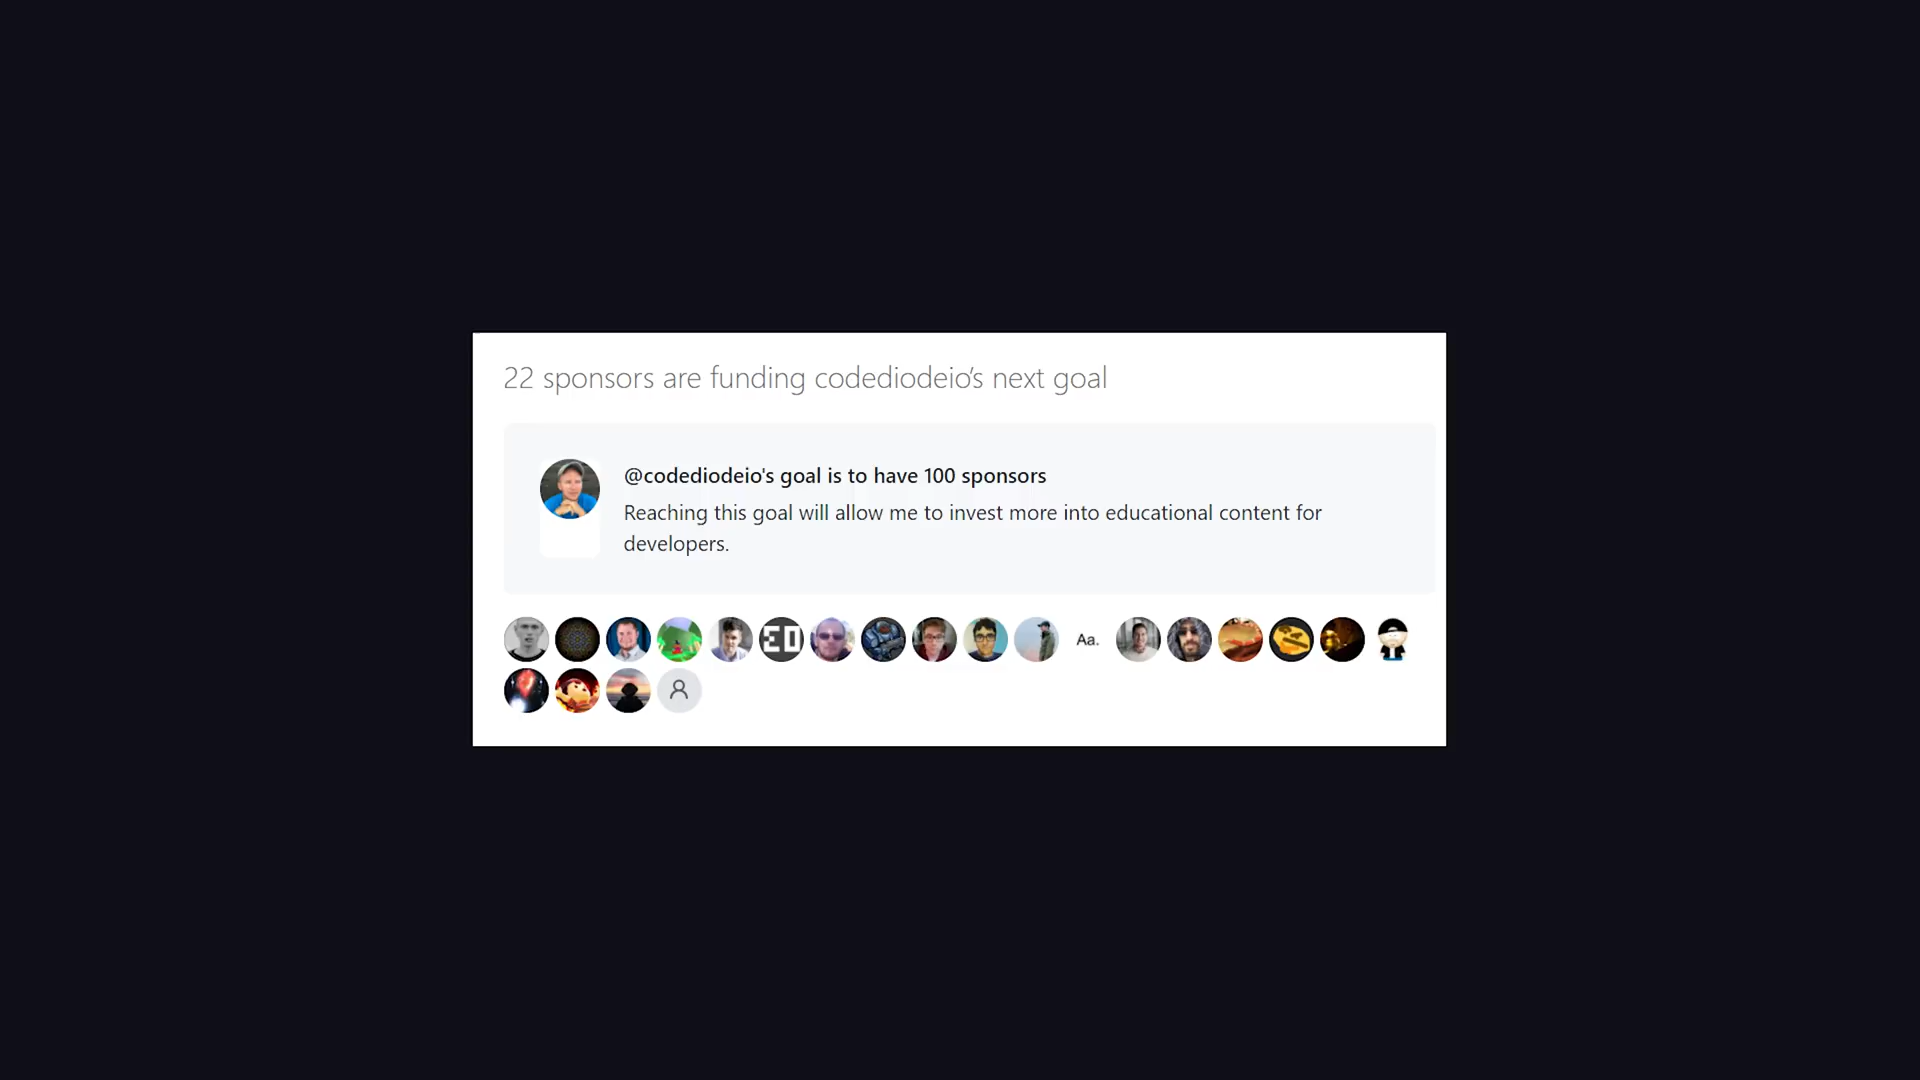 22 sponsors are funding codediodeio's next goal
@codediodeio's goal is to have 100 sponsors
Reaching this goal will allow me to invest more into educational content for
developers.
ED
Aa.